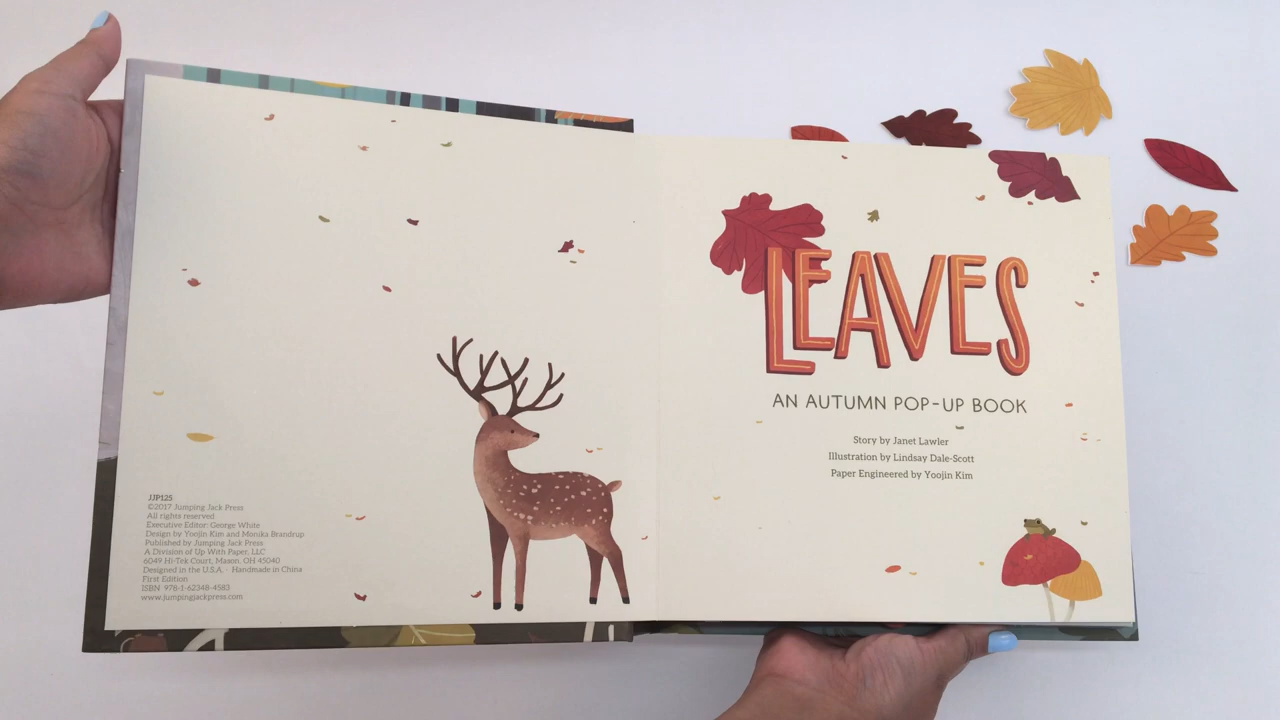 JJP125
©2017 Jumping Jack Press
All rights reserved
Executive Editor: George White
Design by Yoojin Kim and Monika Brandrup
Published by Jumping Jack Press
A Division of Up With Paper, LLC
6049 Hi-Tek Court, Mason, OH 45040
Designed in the U.S.A. · Handmade in China
First Edition
ISBN 978-1-62348-4583
www.jumpingjackpress.com
LEAVES
AN AUTUMN POP-UP BOOK
Story by Janet Lawler
Illustration by Lindsay Dale-Scott
Paper Engineered by Yoojin Kim